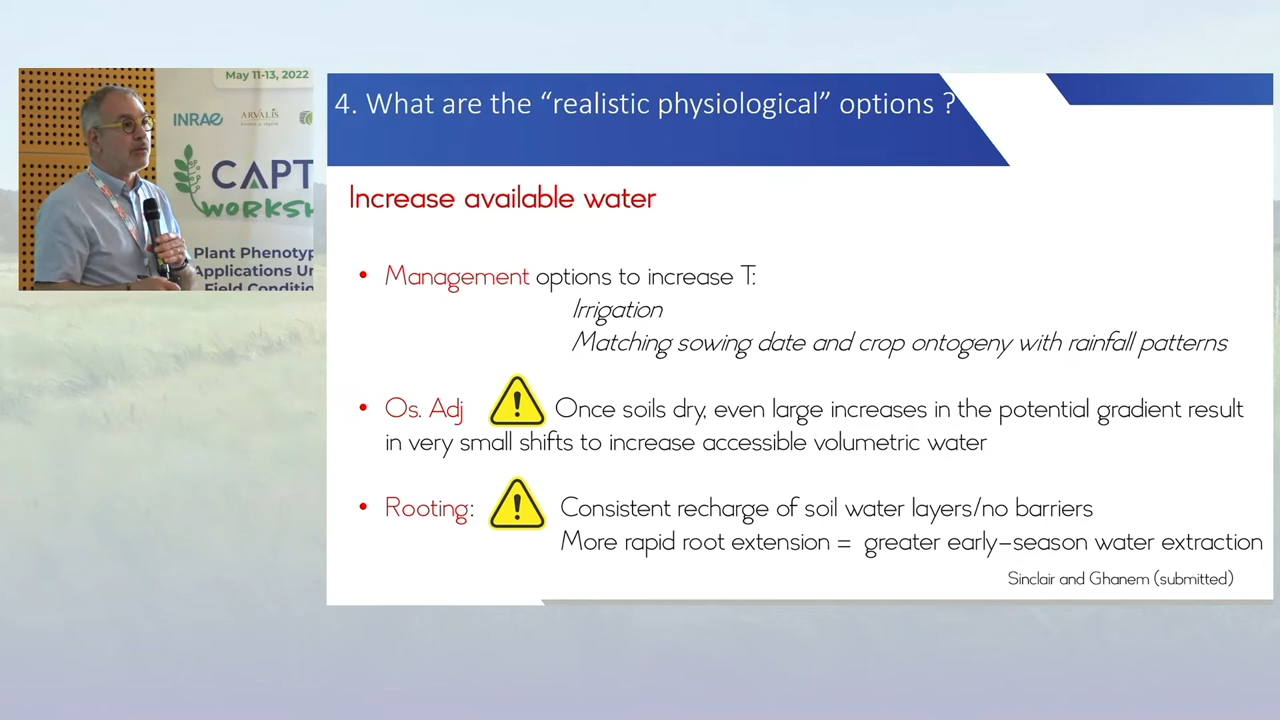 May 11-13, 2022
INRAE
ARVALIS
CAPT
WORKSH
Plant Phenotyp
Applications Un
Field Conditio
4. What are the “realistic physiological” options ?
Increase available water
• Management options to increase T:
Irrigation
Matching sowing date and crop ontogeny with rainfall patterns
• Os. Adj Once soils dry, even large increases in the potential gradient result
in very small shifts to increase accessible volumetric water
• Rooting: Consistent recharge of soil water layers/no barriers
More rapid root extension = greater early-season water extraction
Sinclair and Ghanem (submitted)